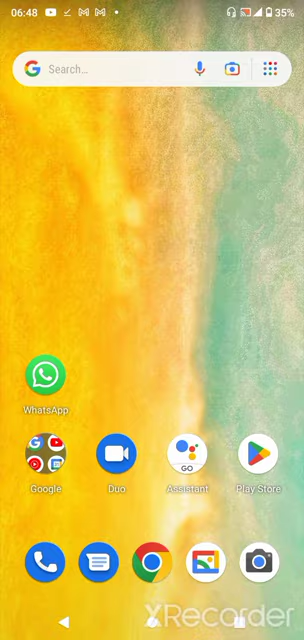 06:48
35%
Search...
WhatsApp
Google
Duo
GO
Assistant
Play Store
XRecorder